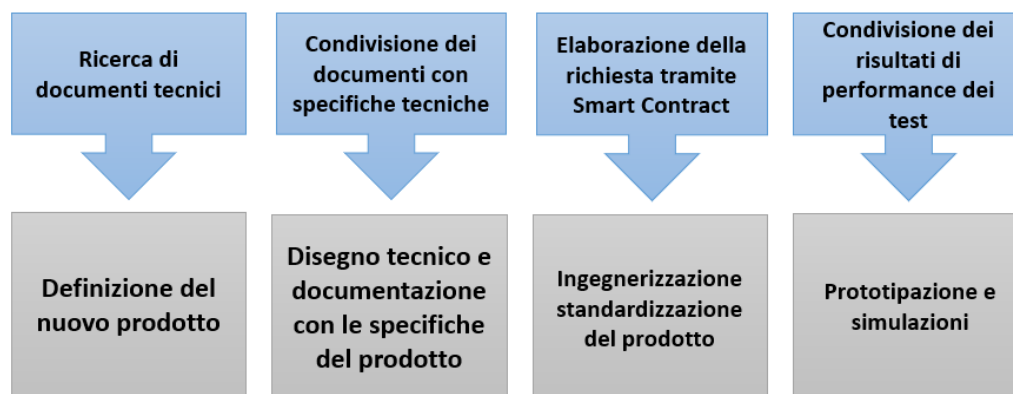 Ricerca di
documenti tecnici
Condivisione dei
documenti con
specifiche tecniche
Elaborazione della
richiesta tramite
Smart Contract
Condivisione dei
risultati di
performance dei
test
Definizione del
nuovo prodotto
Disegno tecnico e
documentazione
con le specifiche
del prodotto
Ingegnerizzazione
standardizzazione
del prodotto
Prototipazione e
simulazioni